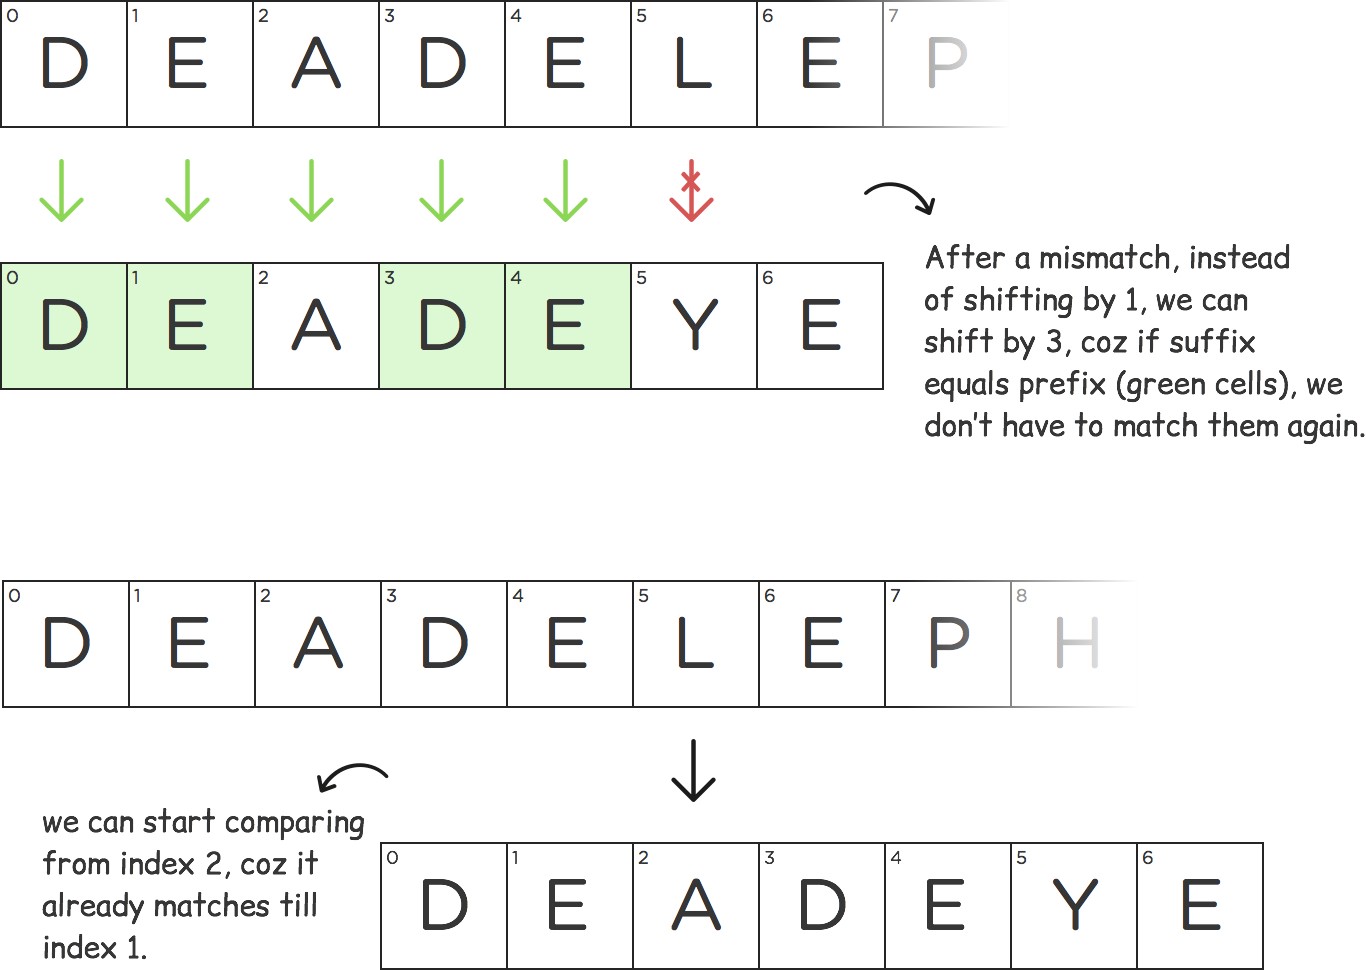 0 1 2 3 4 5 6 7
D E A D E L E P
0 1 2 3 4 5 6
D E A D E Y E
After a mismatch, instead
of shifting by 1, we can
shift by 3, coz if suffix
equals prefix (green cells), we
don't have to match them again.
0 1 2 3 4 5 6 7 8
D E A D E L E P H
we can start comparing
from index 2, coz it
already matches till
index 1.
0 1 2 3 4 5 6
D E A D E Y E